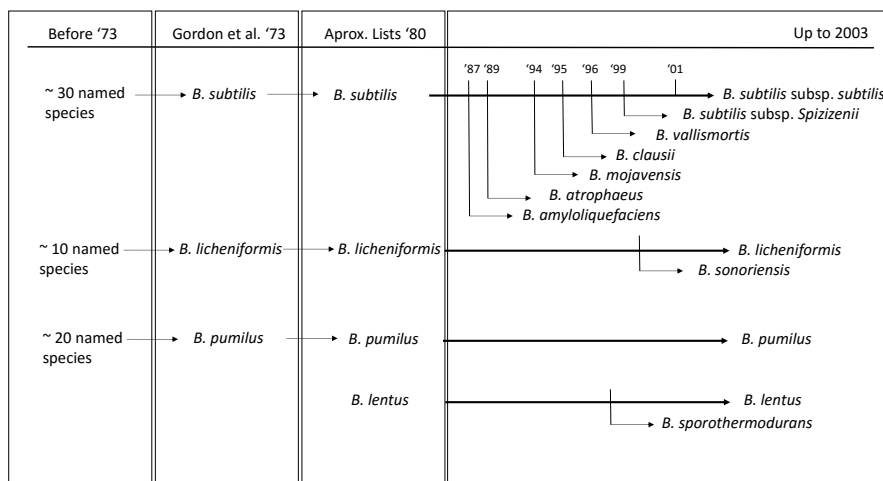 Before ‘73 Gordon et al. ‘73 Aprox. Lists ‘80 Up to 2003
‘87 ‘89 ‘94 ‘95 ‘96 ‘99 ‘01
~ 30 named
species
B. subtilis
B. subtilis
B. subtilis subsp. subtilis
B. subtilis subsp. Spizizenii
B. vallismortis
B. clausii
B. mojavensis
B. atrophaeus
B. amyloliquefaciens
~ 10 named
species
B. licheniformis
B. licheniformis
B. licheniformis
B. sonoriensis
~ 20 named
species
B. pumilus
B. pumilus
B. pumilus
B. lentus
B. lentus
B. sporothermodurans